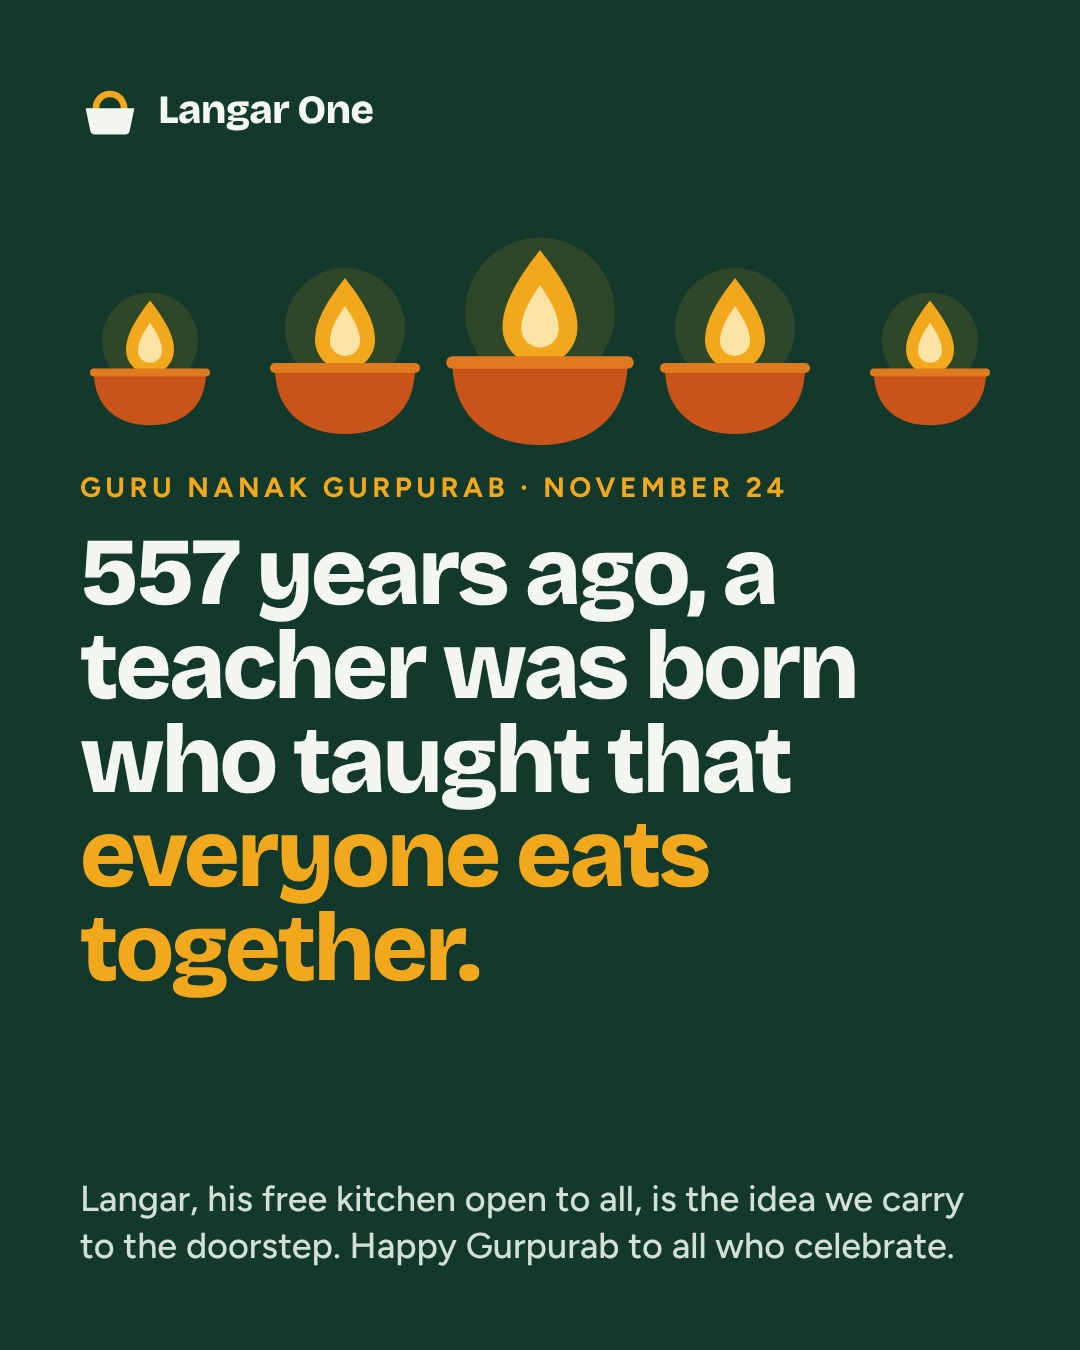 Langar One
GURU NANAK GURPURAB · NOVEMBER 24
557 years ago, a
teacher was born
who taught that
everyone eats
together.
Langar, his free kitchen open to all, is the idea we carry
to the doorstep. Happy Gurpurab to all who celebrate.